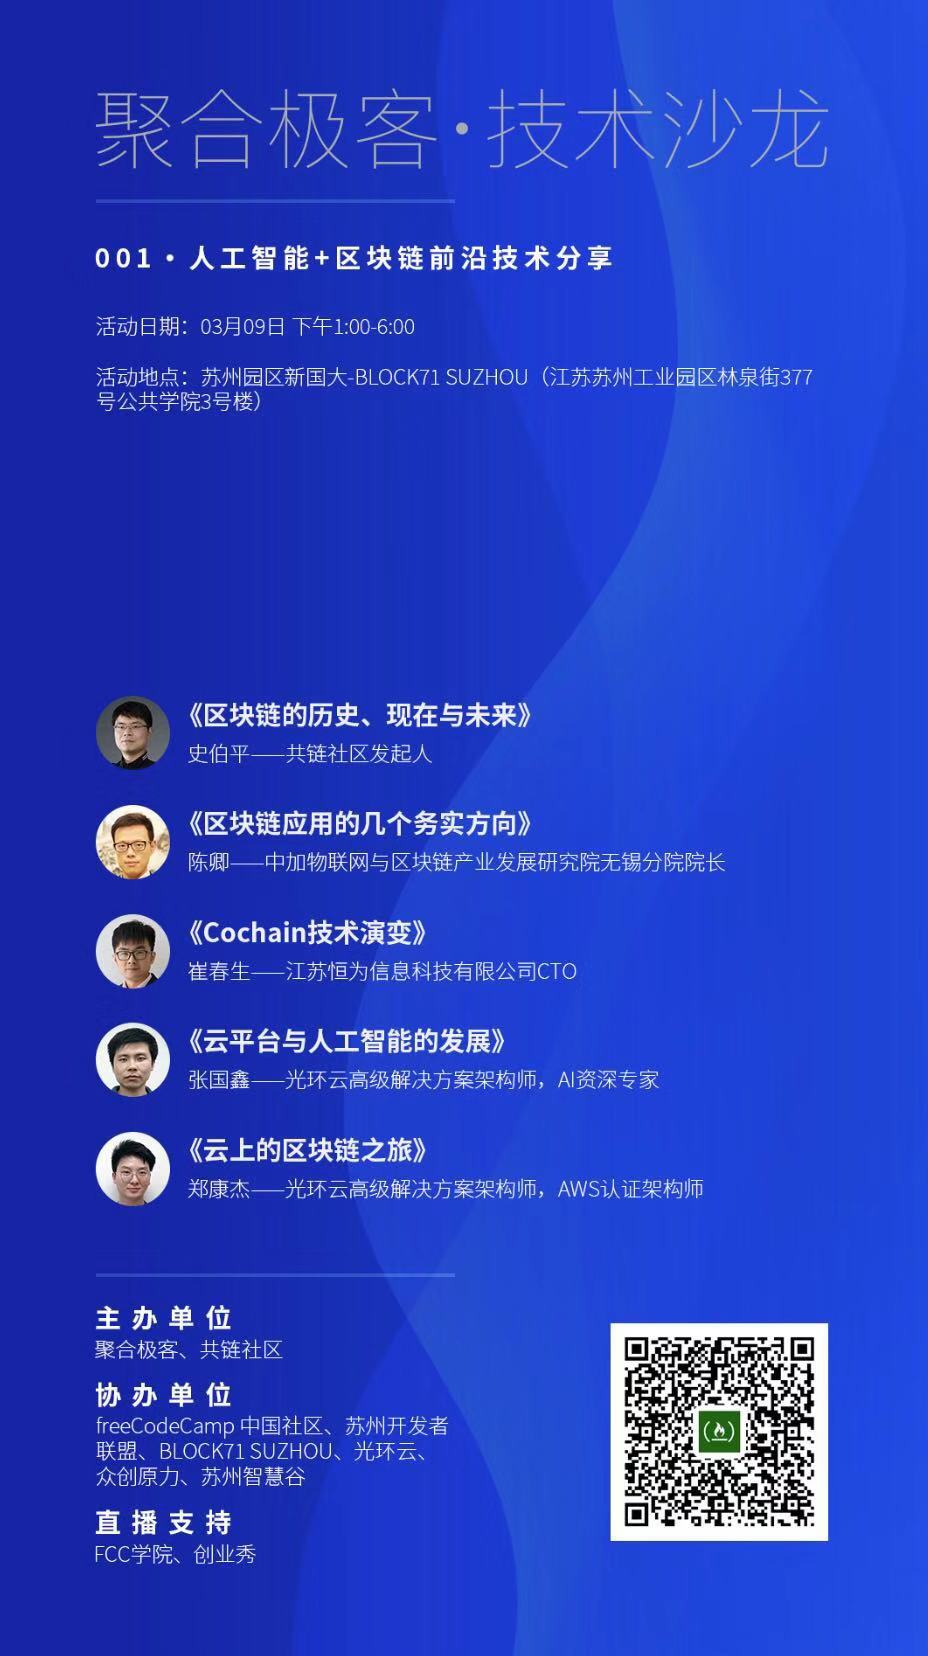 聚合极客·技术沙龙
001·人工智能+区块链前沿技术分享
活动日期：03月09日 下午1:00-6:00
活动地点：苏州园区新国大-BLOCK71 SUZHOU（江苏苏州工业园区林泉街377
号公共学院3号楼）
《区块链的历史、现在与未来》
史伯平——共链社区发起人
《区块链应用的几个务实方向》
陈卿——中加物联网与区块链产业发展研究院无锡分院院长
《Cochain技术演变》
崔春生——江苏恒为信息科技有限公司CTO
《云平台与人工智能的发展》
张国鑫——光环云高级解决方案架构师，AI资深专家
《云上的区块链之旅》
郑康杰——光环云高级解决方案架构师，AWS认证架构师
主办单位
聚合极客、共链社区
协办单位
freeCodeCamp 中国社区、苏州开发者
联盟、BLOCK71 SUZHOU、光环云、
众创原力、苏州智慧谷
直播支持
FCC学院、创业秀